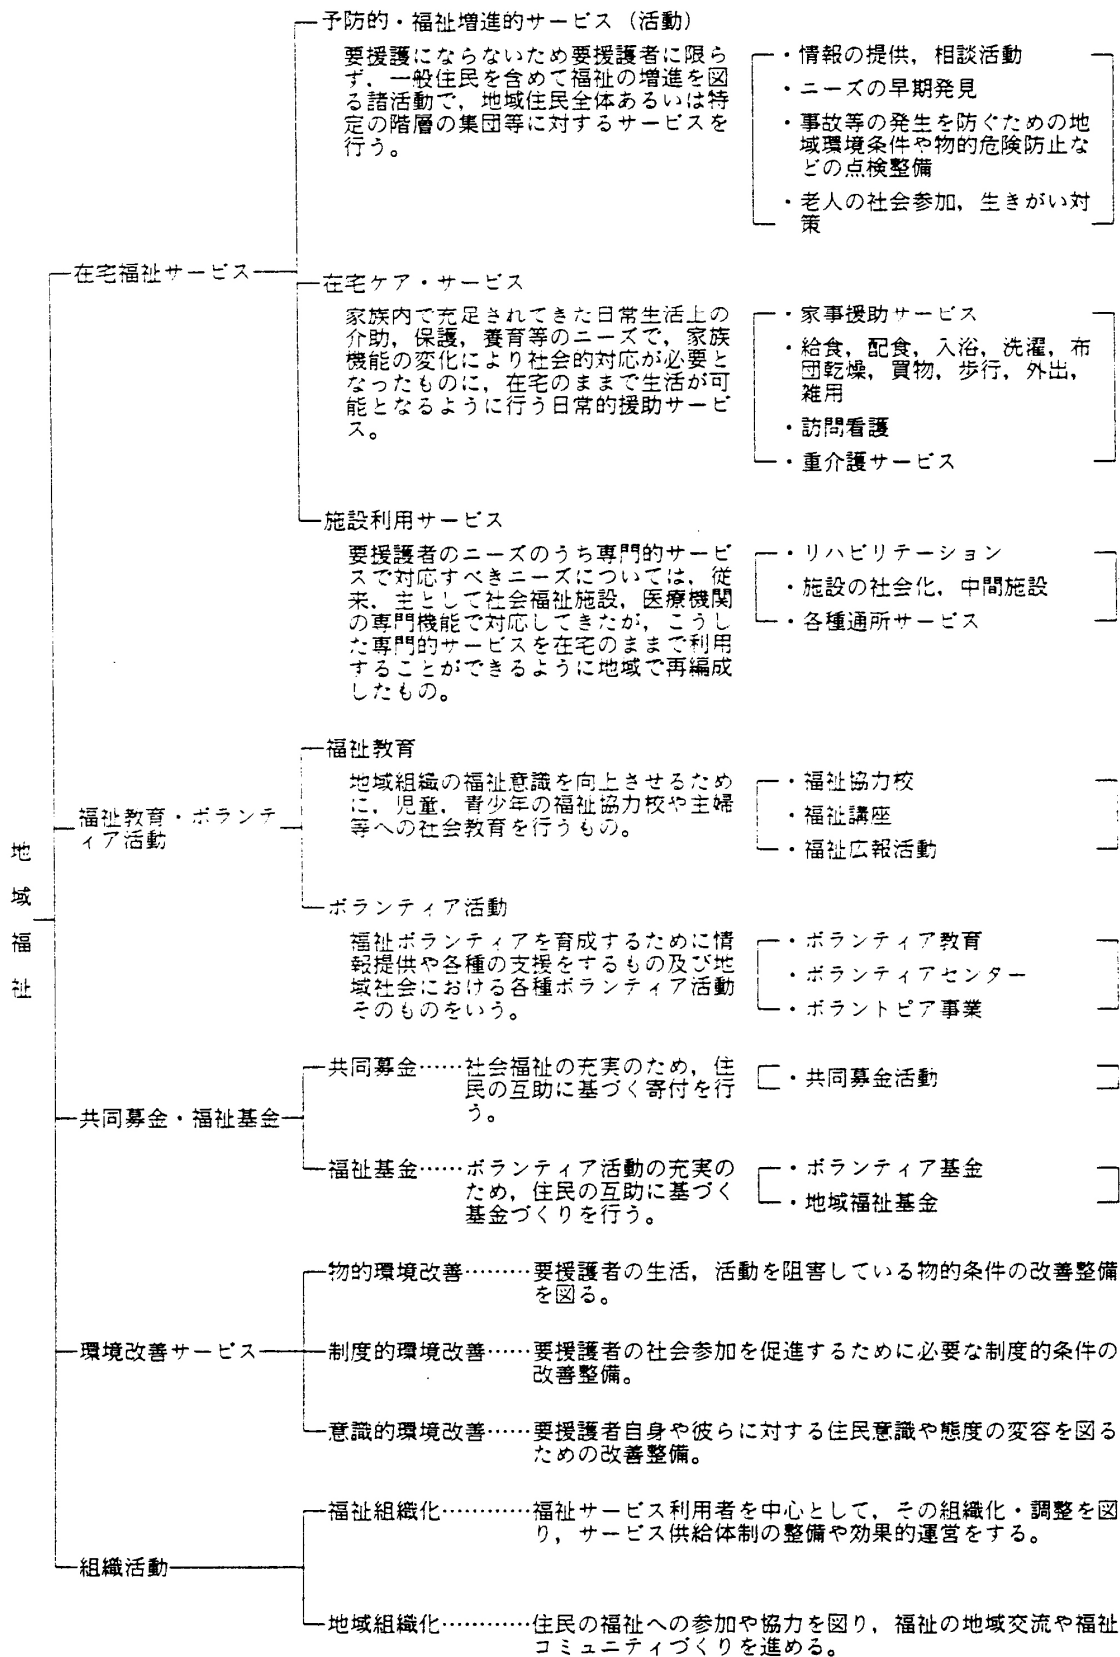 地域福祉
在宅福祉サービス
予防的・福祉増進的サービス（活動）
要援護にならないため要援護者に限ら
ず，一般住民を含めて福祉の増進を図
る諸活動で，地域住民全体あるいは特
定の階層の集団等に対するサービスを
行う。
・情報の提供，相談活動
・ニーズの早期発見
・事故等の発生を防ぐための地
域環境条件や物的危険防止な
どの点検整備
・老人の社会参加，生きがい対
策
在宅ケア・サービス
家族内で充足されてきた日常生活上の
介助，保護，養育等のニーズで，家族
機能の変化により社会的対応が必要と
なったものに，在宅のままで生活が可
能となるように行う日常的援助サービ
ス。
・家事援助サービス
・給食，配食，入浴，洗濯，布
団乾燥，買物，歩行，外出，
雑用
・訪問看護
・重介護サービス
施設利用サービス
要援護者のニーズのうち専門的サービ
スで対応すべきニーズについては，従
来，主として社会福祉施設，医療機関
の専門機能で対応してきたが，こうし
た専門的サービスを在宅のままで利用
することができるように地域で再編成
したもの。
・リハビリテーション
・施設の社会化，中間施設
・各種通所サービス
福祉教育・ボランテ
ィア活動
福祉教育
地域組織の福祉意識を向上させるため
に，児童，青少年の福祉協力校や主婦
等への社会教育を行うもの。
・福祉協力校
・福祉講座
・福祉広報活動
ボランティア活動
福祉ボランティアを育成するために情
報提供や各種の支援をするもの及び地
域社会における各種ボランティア活動
そのものをいう。
・ボランティア教育
・ボランティアセンター
・ボラントピア事業
共同募金・福祉基金
共同募金……社会福祉の充実のため，住
民の互助に基づく寄付を行
う。
・共同募金活動
福祉基金……ボランティア活動の充実の
ため，住民の互助に基づく
基金づくりを行う。
・ボランティア基金
・地域福祉基金
環境改善サービス
物的環境改善………要援護者の生活，活動を阻害している物的条件の改善整備
を図る。
制度的環境改善……要援護者の社会参加を促進するために必要な制度的条件の
改善整備。
意識的環境改善……要援護者自身や彼らに対する住民意識や態度の変容を図る
ための改善整備。
組織活動
福祉組織化…………福祉サービス利用者を中心として，その組織化・調整を図
り，サービス供給体制の整備や効果的運営をする。
地域組織化…………住民の福祉への参加や協力を図り，福祉の地域交流や福祉
コミュニティづくりを進める。